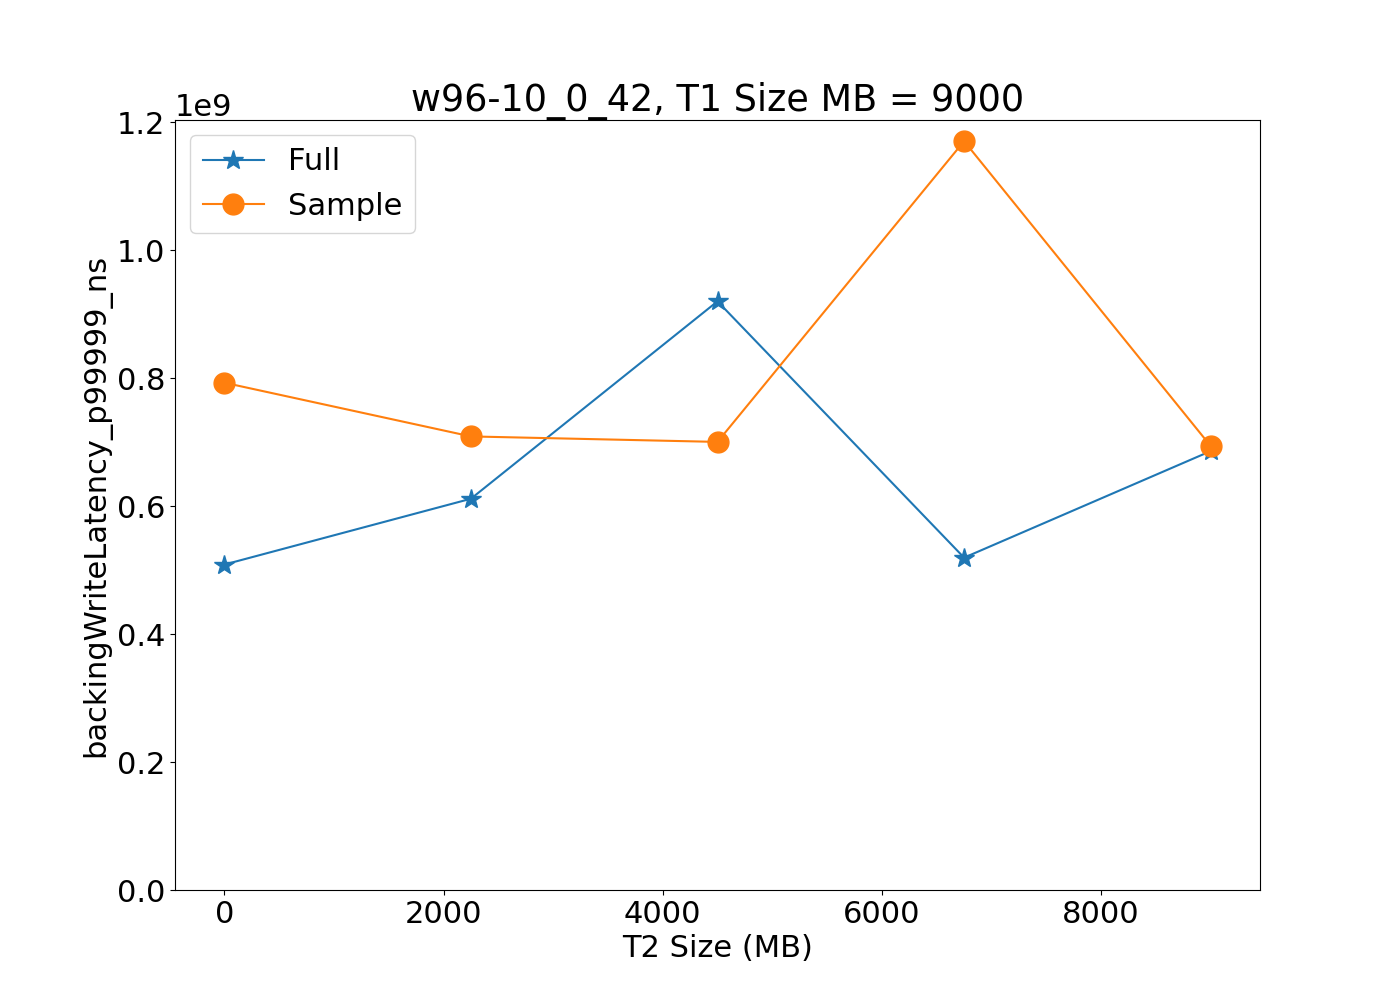 w96-10_0_42, T1 Size MB = 9000
1e9
1.2
1.0
0.8
0.6
0.4
0.2
0.0
Full
Sample
backingWriteLatency_p99999_ns
0 2000 4000 6000 8000
T2 Size (MB)